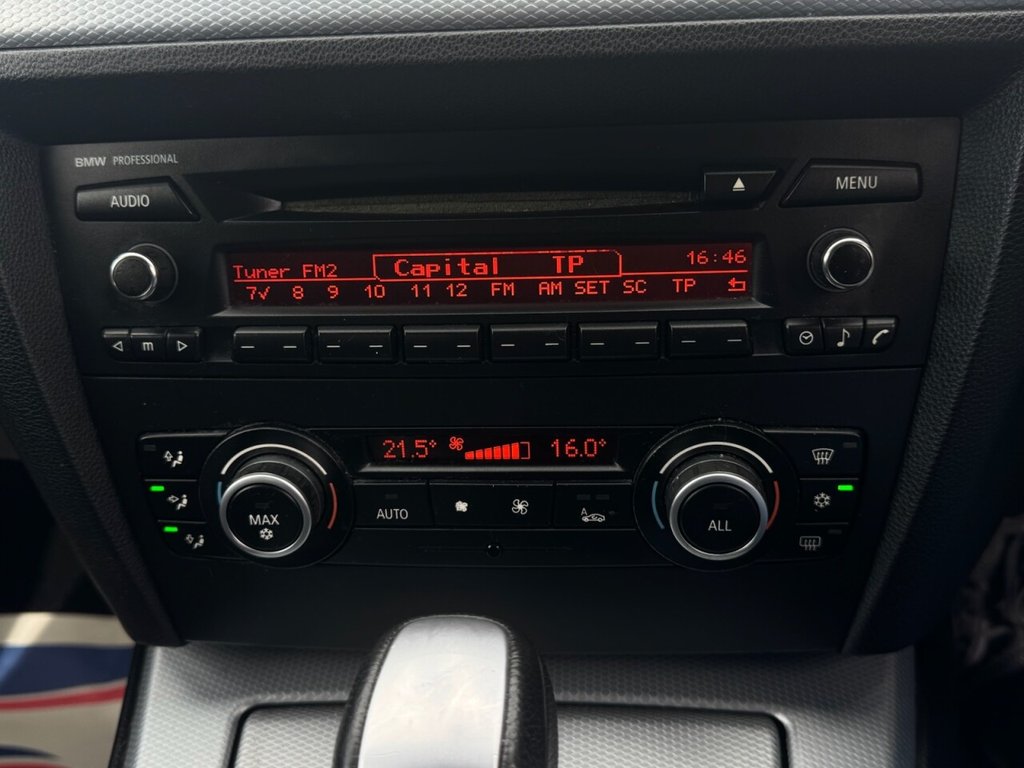 BMW PROFESSIONAL
AUDIO
MENU
Tuner FM2 Capital TP 16:46
7✓ 8 9 10 11 12 FM AM SET SC TP
m
21.5° 16.0°
MAX
AUTO
A
ALL